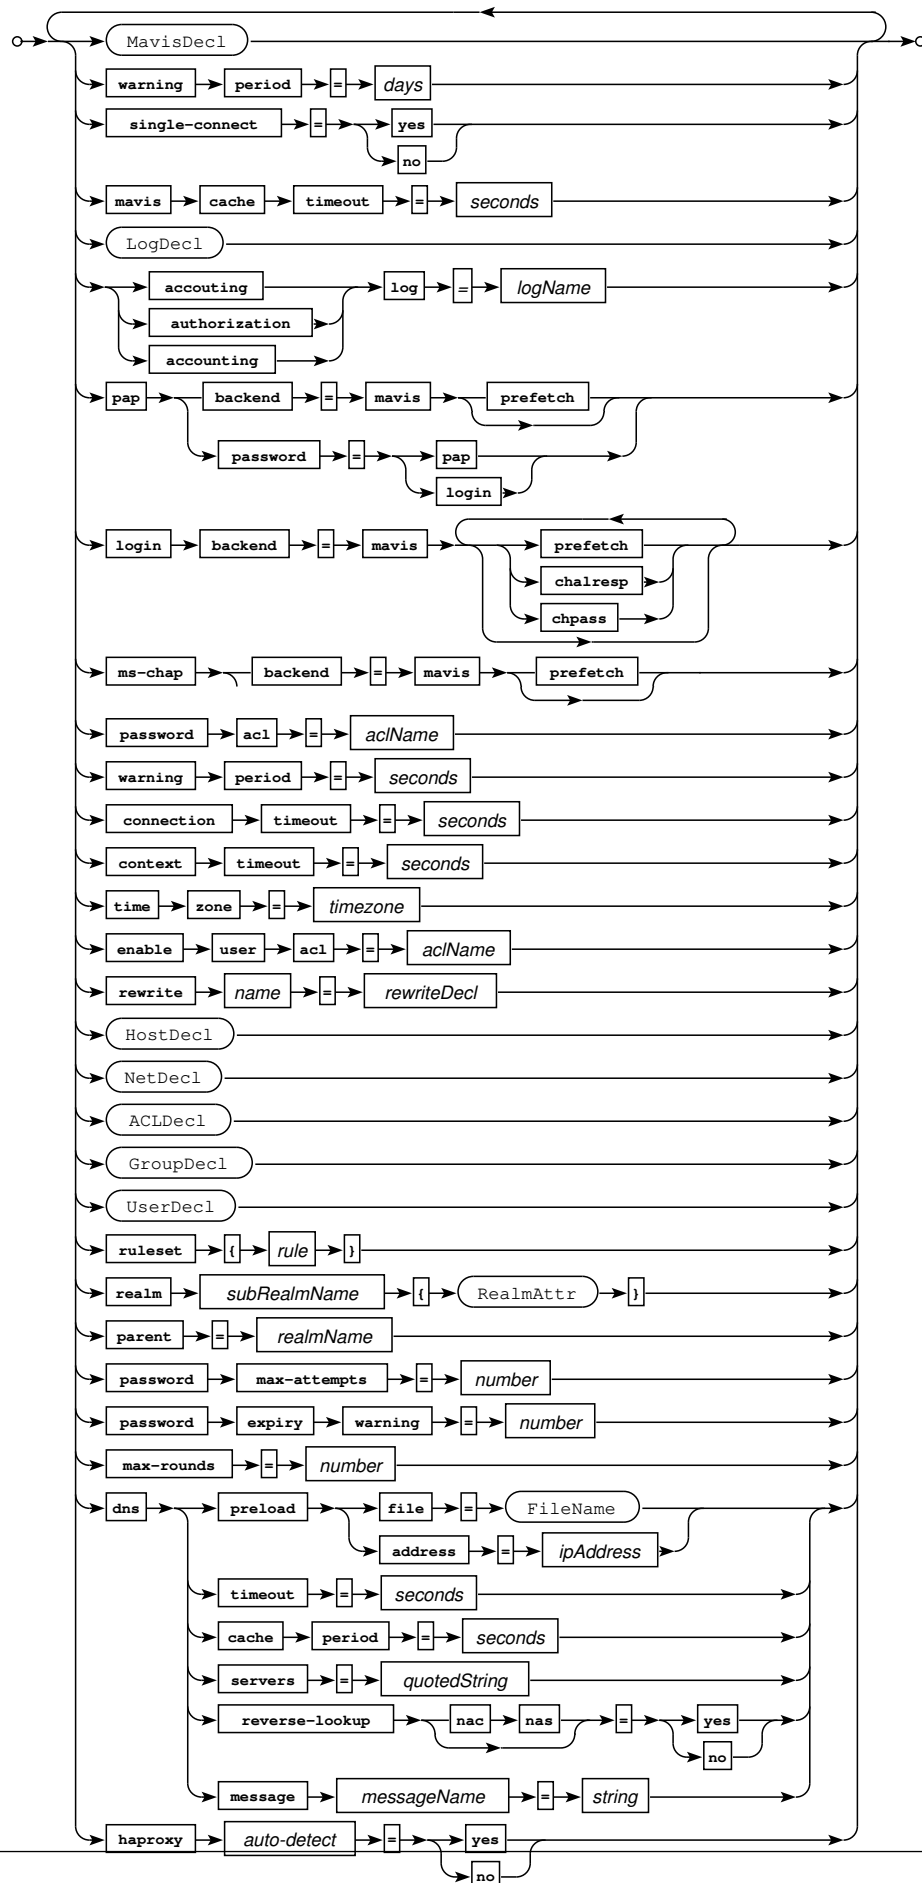 MavisDecl
warning period = days
single-connect = yes
no
mavis cache timeout = seconds
LogDecl
accouting log = logName
authorization
accounting
pap backend = mavis prefetch
password = pap
login
login backend = mavis prefetch
chalresp
chpass
ms-chap backend = mavis prefetch
password acl = aclName
warning period = seconds
connection timeout = seconds
context timeout = seconds
time zone = timezone
enable user acl = aclName
rewrite name = rewriteDecl
HostDecl
NetDecl
ACLDecl
GroupDecl
UserDecl
ruleset { rule }
realm subRealmName { RealmAttr }
parent = realmName
password max-attempts = number
password expiry warning = number
max-rounds = number
dns preload file = FileName
address = ipAddress
timeout = seconds
cache period = seconds
servers = quotedString
reverse-lookup nac nas = yes
no
message messageName = string
haproxy auto-detect = yes
no